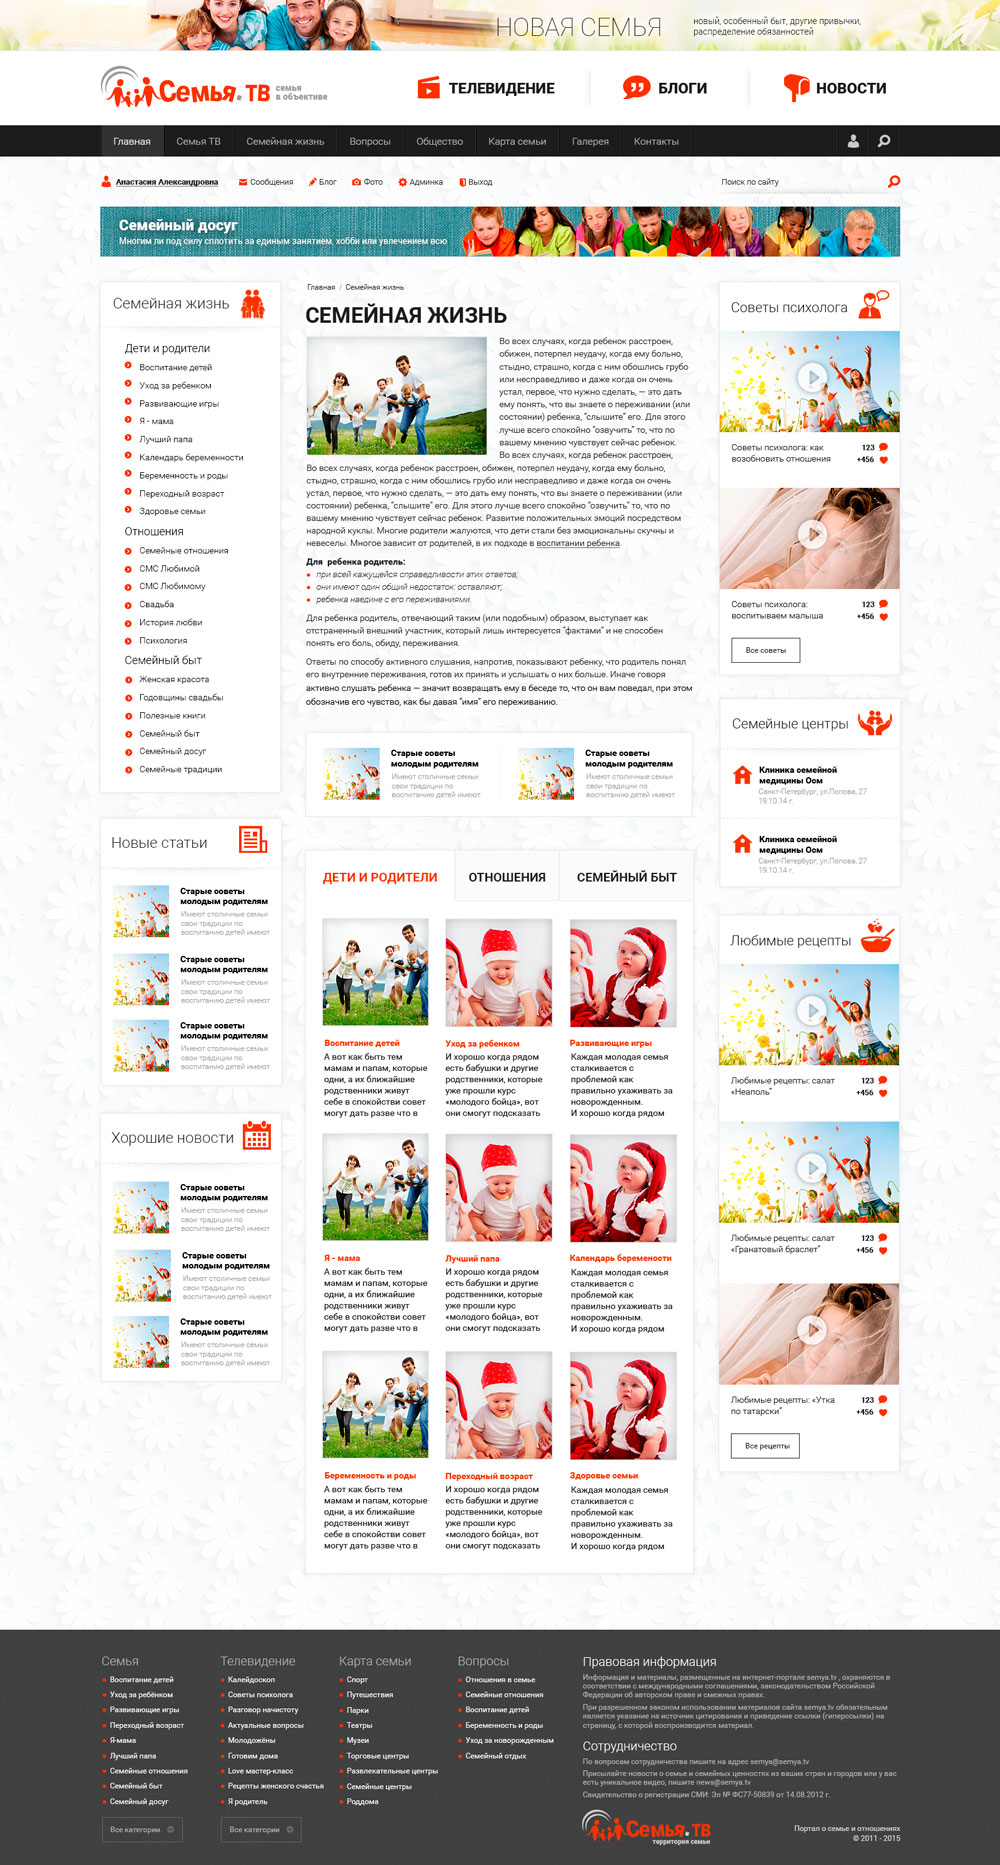 НОВАЯ СЕМЬЯ
новый, особенный быт, другие привычки,
распределение обязанностей
Семья.ТВ
семья
в объективе
ТЕЛЕВИДЕНИЕ
БЛОГИ
НОВОСТИ
Главная
Семья ТВ
Семейная жизнь
Вопросы
Общество
Карта семьи
Галерея
Контакты
Анастасия Александровна
Сообщения
Блог
Фото
Админка
Выход
Поиск по сайту
Семейный досуг
Многим ли под силу сплотить за единым занятием, хобби или увлечением всю
Семейная жизнь
Дети и родители
Воспитание детей
Уход за ребенком
Развивающие игры
Я - мама
Лучший папа
Календарь беременности
Беременность и роды
Переходный возраст
Здоровье семьи
Отношения
Семейные отношения
СМС Любимой
СМС Любимому
Свадьба
История любви
Психология
Семейный быт
Женская красота
Годовщины свадьбы
Полезные книги
Семейный быт
Семейный досуг
Семейные традиции
Новые статьи
Старые советы
молодым родителям
Имеют столичные семьи
свои традиции по
воспитанию детей имеют
Старые советы
молодым родителям
Имеют столичные семьи
свои традиции по
воспитанию детей имеют
Старые советы
молодым родителям
Имеют столичные семьи
свои традиции по
воспитанию детей имеют
Хорошие новости
Старые советы
молодым родителям
Имеют столичные семьи
свои традиции по
воспитанию детей имеют
Старые советы
молодым родителям
Имеют столичные семьи
свои традиции по
воспитанию детей имеют
Старые советы
молодым родителям
Имеют столичные семьи
свои традиции по
воспитанию детей имеют
Главная / Семейная жизнь
СЕМЕЙНАЯ ЖИЗНЬ
Во всех случаях, когда ребенок расстроен,
обижен, потерпел неудачу, когда ему больно,
стыдно, страшно, когда с ним обошлись грубо
или несправедливо и даже когда он очень
устал, первое, что нужно сделать, — это дать
ему понять, что вы знаете о переживании (или
состоянии) ребенка, "слышите" его. Для этого
лучше всего спокойно "озвучить" то, что по
вашему мнению чувствует сейчас ребенок.
Во всех случаях, когда ребенок расстроен,
Во всех случаях, когда ребенок расстроен, обижен, потерпел неудачу, когда ему больно,
стыдно, страшно, когда с ним обошлись грубо или несправедливо и даже когда он очень
устал, первое, что нужно сделать, — это дать ему понять, что вы знаете о переживании (или
состоянии) ребенка, "слышите" его. Для этого лучше всего спокойно "озвучить" то, что по
вашему мнению чувствует сейчас ребенок. Развитие положительных эмоций посредством
народной куклы. Многие родители жалуются, что дети стали без эмоциональны скучны и
невеселы. Многое зависит от родителей, в их подходе в воспитании ребенка.
Для ребенка родитель:
при всей кажущейся справедливости этих ответов;
они имеют один общий недостаток: оставляют;
ребенка наедине с его переживаниями.
Для ребенка родитель, отвечающий таким (или подобным) образом, выступает как
отстраненный внешний участник, который лишь интересуется "фактами" и не способен
понять его боль, обиду, переживания.
Ответы по способу активного слушания, напротив, показывают ребенку, что родитель понял
его внутренние переживания, готов их принять и услышать о них больше. Иначе говоря
активно слушать ребенка — значит возвращать ему в беседе то, что он вам поведал, при этом
обозначив его чувство, как бы давая "имя" его переживанию.
Старые советы
молодым родителям
Имеют столичные семьи
свои традиции по
воспитанию детей имеют
Старые советы
молодым родителям
Имеют столичные семьи
свои традиции по
воспитанию детей имеют
ДЕТИ И РОДИТЕЛИ
ОТНОШЕНИЯ
СЕМЕЙНЫЙ БЫТ
Воспитание детей
А вот как быть тем
мамам и папам, которые
одни, а их ближайшие
родственники живут
себе в спокойстви совет
могут дать разве что в
Уход за ребенком
И хорошо когда рядом
есть бабушки и другие
родственники, которые
уже прошли курс
«молодого бойца», вот
они смогут подсказать
Развивающие игры
Каждая молодая семья
сталкивается с
проблемой как
правильно ухаживать за
новорожденным.
И хорошо когда рядом
Я - мама
А вот как быть тем
мамам и папам, которые
одни, а их ближайшие
родственники живут
себе в спокойстви совет
могут дать разве что в
Лучший папа
И хорошо когда рядом
есть бабушки и другие
родственники, которые
уже прошли курс
«молодого бойца», вот
они смогут подсказать
Календарь беремености
Каждая молодая семья
сталкивается с
проблемой как
правильно ухаживать за
новорожденным.
И хорошо когда рядом
Беременность и роды
А вот как быть тем
мамам и папам, которые
одни, а их ближайшие
родственники живут
себе в спокойстви совет
могут дать разве что в
Переходный возраст
И хорошо когда рядом
есть бабушки и другие
родственники, которые
уже прошли курс
«молодого бойца», вот
они смогут подсказать
Здоровье семьи
Каждая молодая семья
сталкивается с
проблемой как
правильно ухаживать за
новорожденным.
И хорошо когда рядом
Советы психолога
Советы психолога: как
возобновить отношения
123
+456
Советы психолога:
воспитываем малыша
123
+456
Все советы
Семейные центры
Клиника семейной
медицины Осм
Санкт-Петербург, ул.Попова, 27
19.10.14 г.
Клиника семейной
медицины Осм
Санкт-Петербург, ул.Попова, 27
19.10.14 г.
Любимые рецепты
Любимые рецепты: салат
«Неаполь"
123
+456
Любимые рецепты: салат
«Гранатовый браслет"
123
+456
Любимые рецепты: «Утка
по татарски"
123
+456
Все рецепты
Семья
Воспитание детей
Уход за ребёнком
Развивающие игры
Переходный возраст
Я-мама
Лучший папа
Семейные отношения
Семейный быт
Семейный досуг
Все категории
Телевидение
Калейдоскоп
Советы психолога
Разговор начистоту
Актуальные вопросы
Молодожёны
Готовим дома
Love мастер-класс
Рецепты женского счастья
Я родитель
Все категории
Карта семьи
Спорт
Путешествия
Парки
Театры
Музеи
Торговые центры
Развлекательные центры
Семейные центры
Роддома
Вопросы
Отношения в семье
Семейные отношения
Воспитание детей
Беременность и роды
Уход за новорожденным
Семейный отдых
Правовая информация
Информация и материалы, размещенные на интернет-портале semya.tv , охраняются в
соответствии с международными соглашениями, законодательством Российской
Федерации об авторском праве и смежных правах.
При разрешенном законом использовании материалов сайта semya.tv обязательным
является указание на источник цитирования и приведение ссылки (гиперссылки) на
страницу, с которой воспроизводится материал.
Сотрудничество
По вопросам сотрудничества пишите на адрес semya@semya.tv
Присылайте новости о семье и семейных ценностях из ваших стран и городов или у вас
есть уникальное видео, пишите news@semya.tv
Свидетельство о регистрации СМИ: Эл № ФС77-50839 от 14.08.2012 г.
Семья.ТВ
территория семьи
Портал о семье и отношениях
© 2011 - 2015